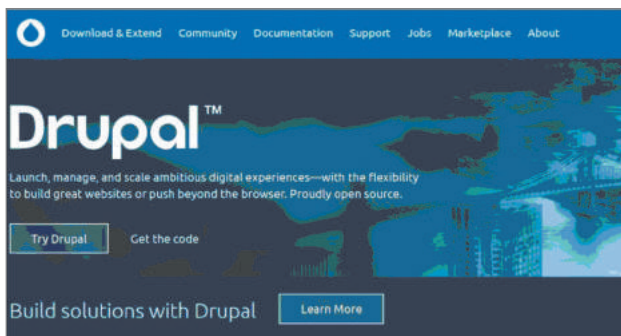 Download & Extend Community Documentation Support Jobs Marketplace About
Drupal™
Launch, manage, and scale ambitious digital experiences—with the flexibility
to build great websites or push beyond the browser. Proudly open source.
Try Drupal Get the code
Build solutions with Drupal Learn More